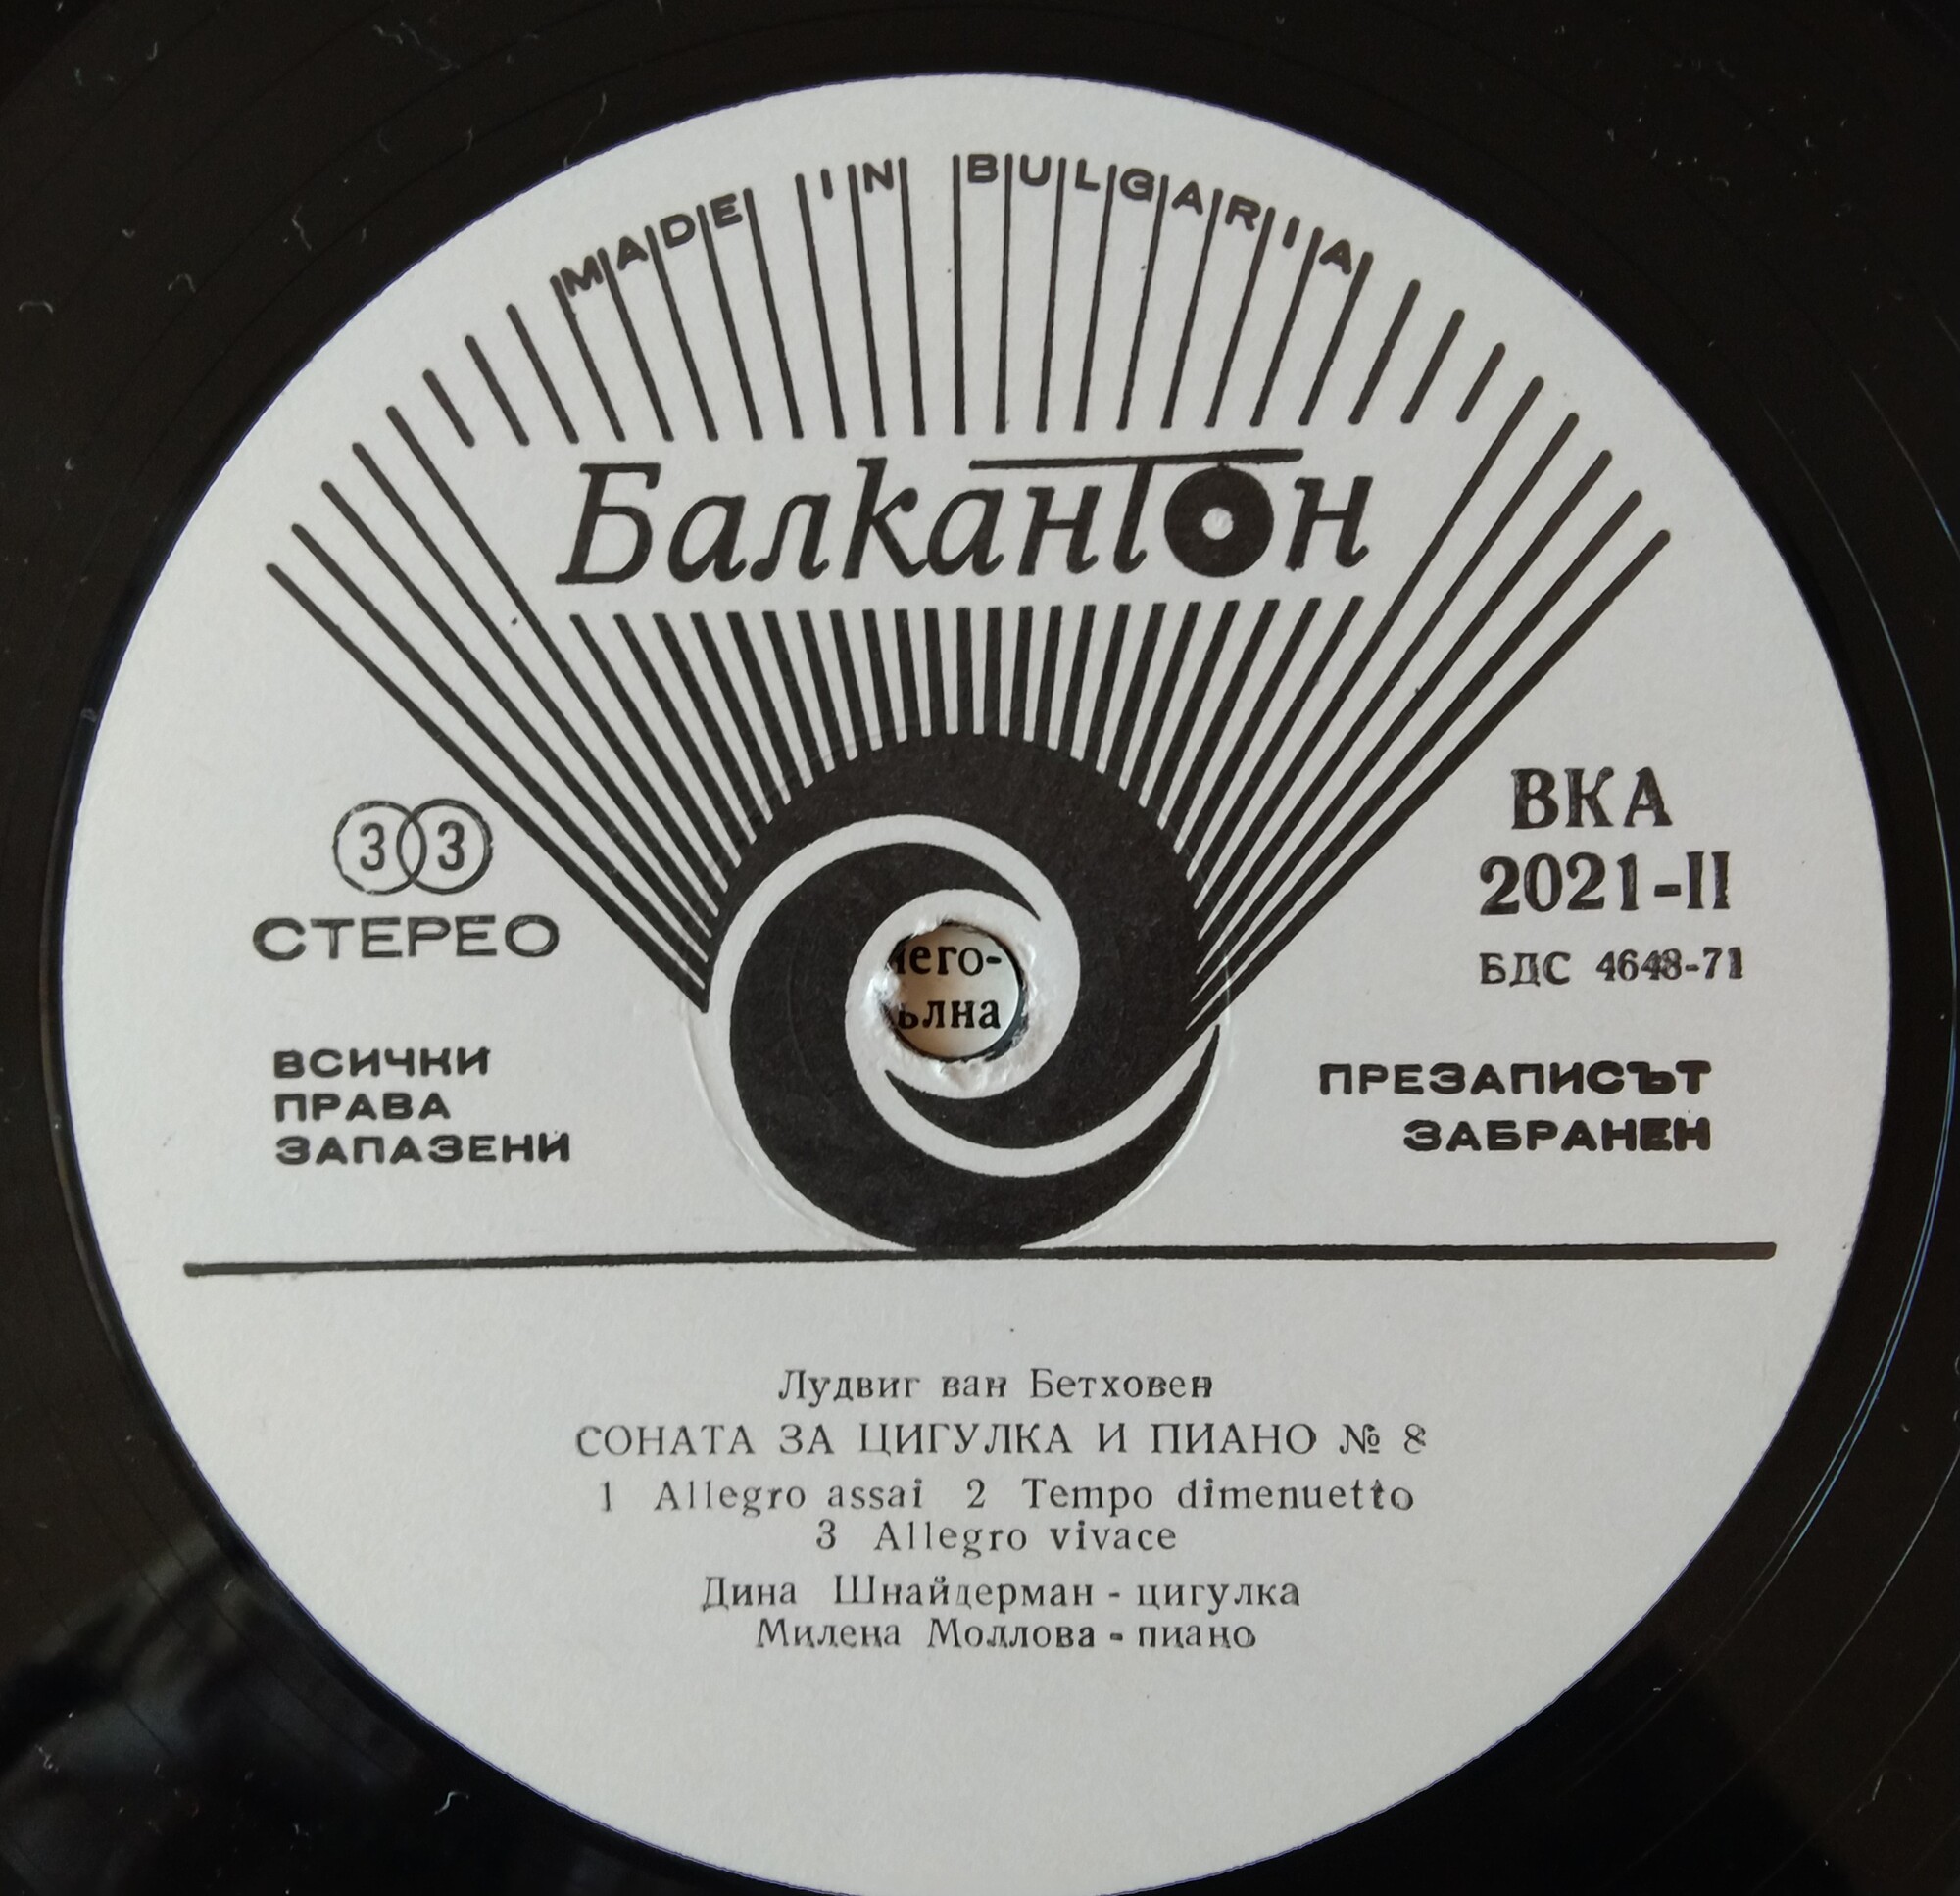 MADE IN BULGARIA
Балкантон
33
СТЕРЕО
ВКА
2021-II
БДС 4648-71
ВСИЧКИ
ПРАВА
ЗАПАЗЕНИ
ПРЕЗАПИСЪТ
ЗАБРАНЕН
Лудвиг ван Бетховен
СОНАТА ЗА ЦИГУЛКА И ПИАНО № 8
1 Allegro assai 2 Tempo dimenuetto
3 Allegro vivace
Дина Шнайдерман - цигулка
Милена Моллова - пиано